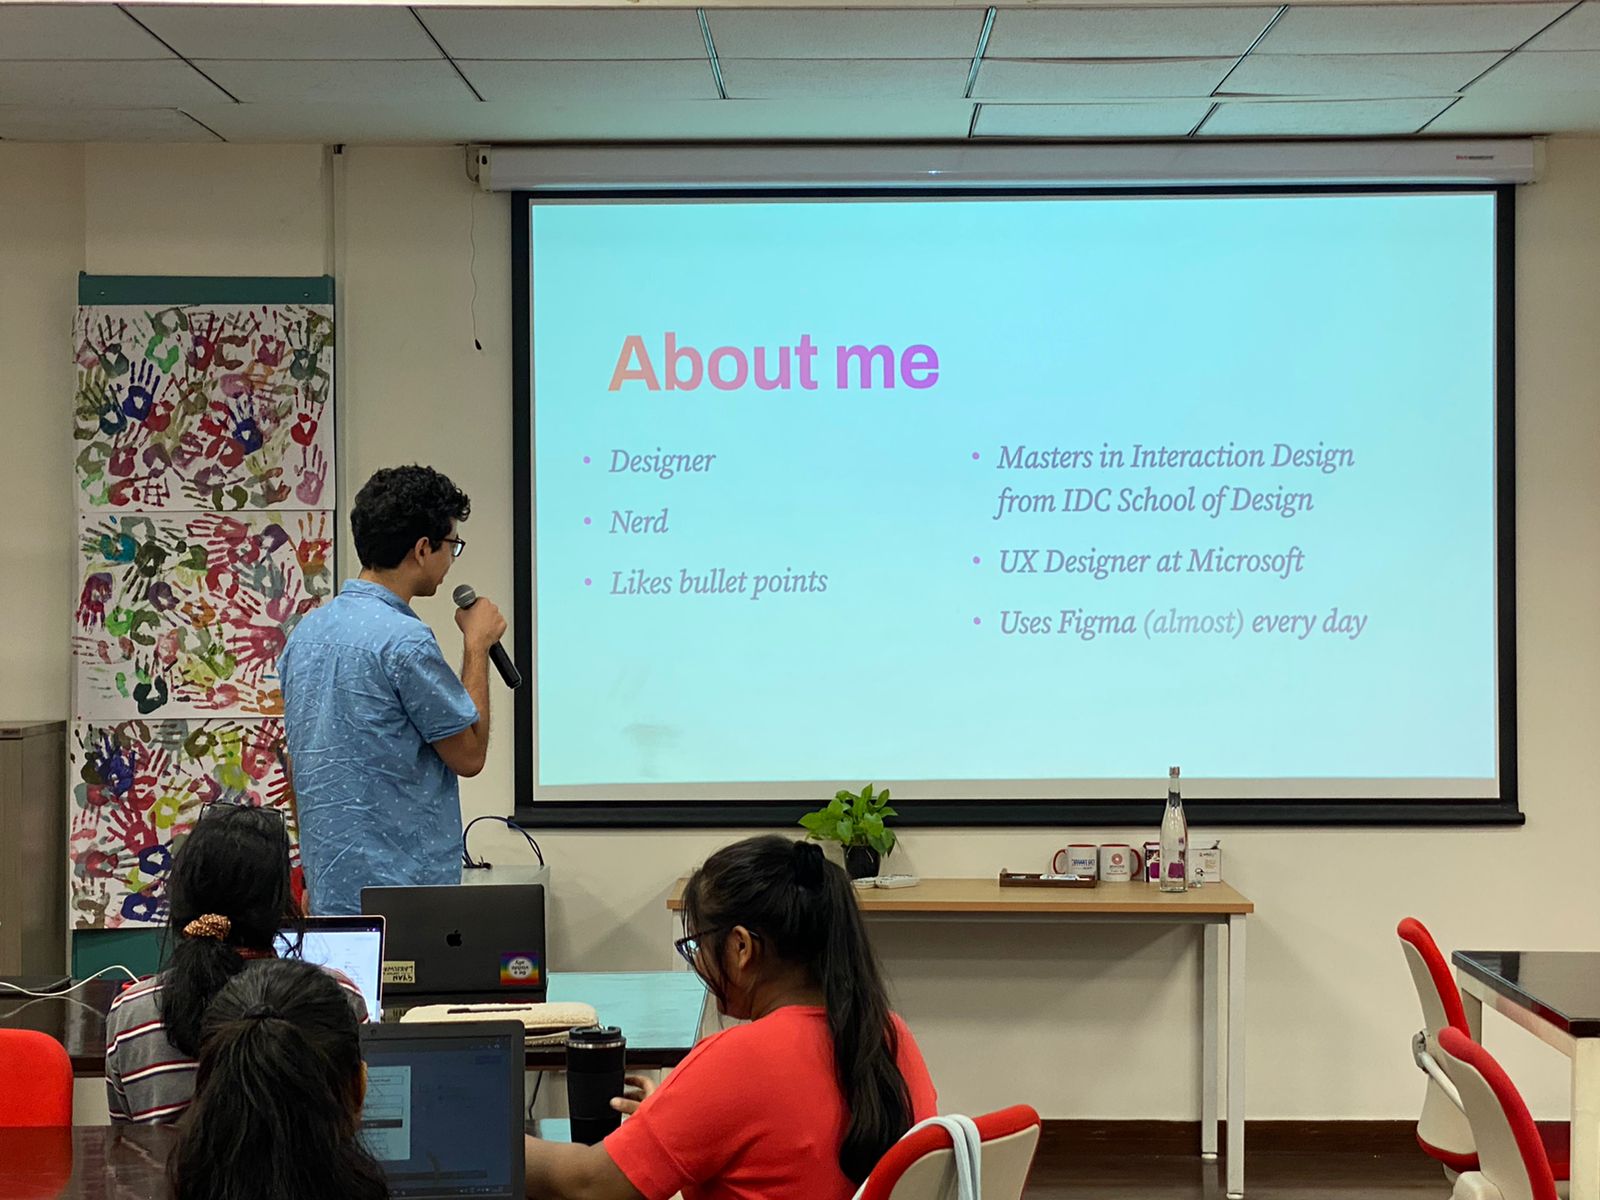 About me
Designer
Nerd
Likes bullet points
Masters in Interaction Design
from IDC School of Design
UX Designer at Microsoft
Uses Figma (almost) every day